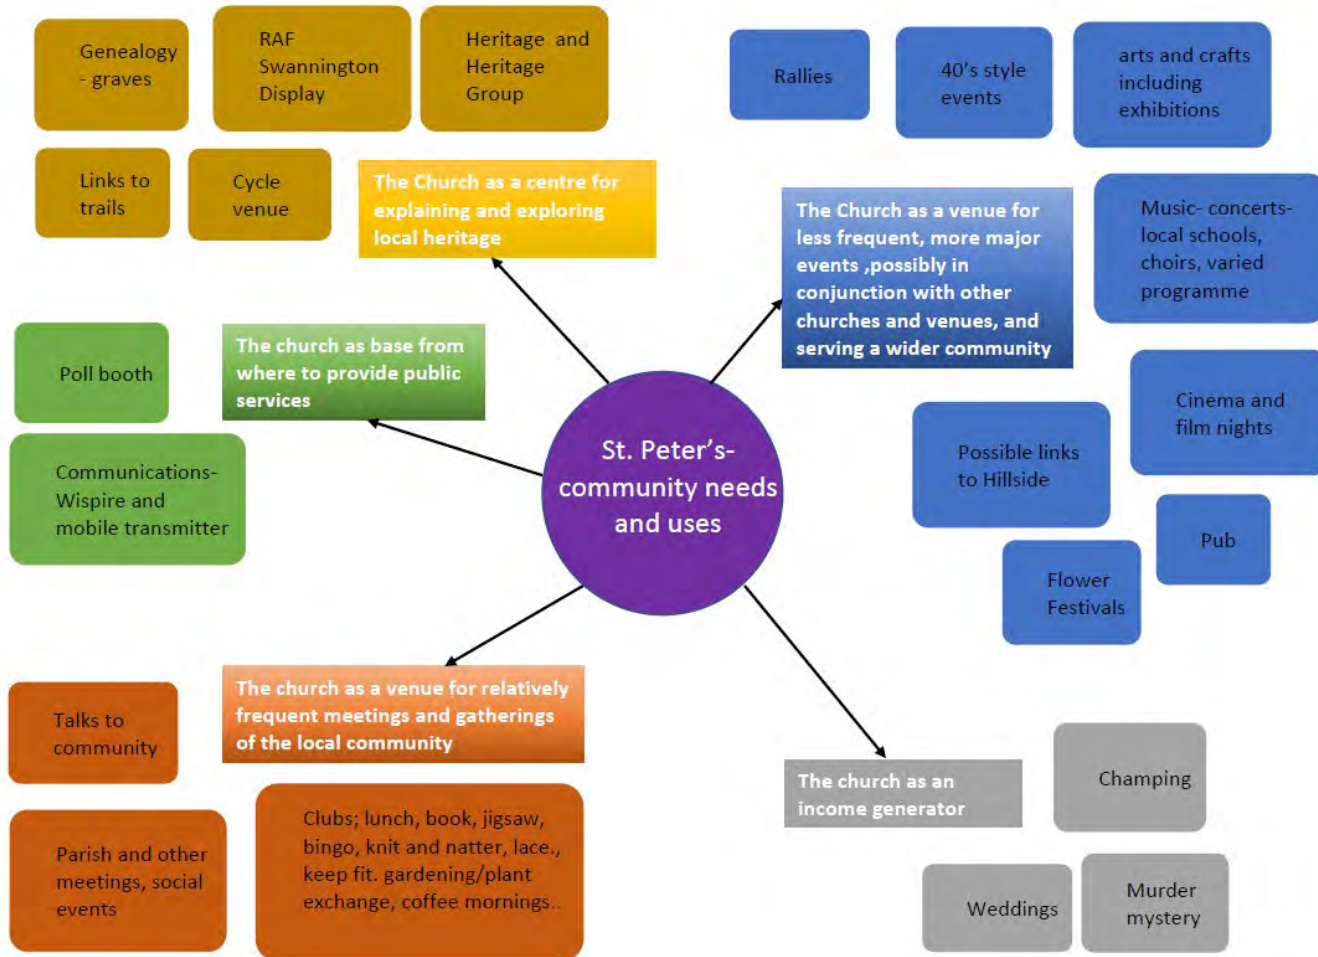 Genealogy
- graves
RAF
Swannington
Display
Heritage and
Heritage
Group
Links to
trails
Cycle
venue
The Church as a centre for
explaining and exploring
local heritage
Rallies
40's style
events
arts and crafts
including
exhibitions
The Church as a venue for
less frequent, more major
events ,possibly in
conjunction with other
churches and venues, and
serving a wider community
Music- concerts-
local schools,
choirs, varied
programme
Cinema and
film nights
Possible links
to Hillside
Pub
Flower
Festivals
The church as base from
where to provide public
services
Poll booth
Communications-
Wispire and
mobile transmitter
St. Peter's-
community needs
and uses
The church as a venue for relatively
frequent meetings and gatherings
of the local community
Talks to
community
Parish and other
meetings, social
events
Clubs; lunch, book, jigsaw,
bingo, knit and natter, lace.,
keep fit. gardening/plant
exchange, coffee mornings..
The church as an
income generator
Champing
Weddings
Murder
mystery